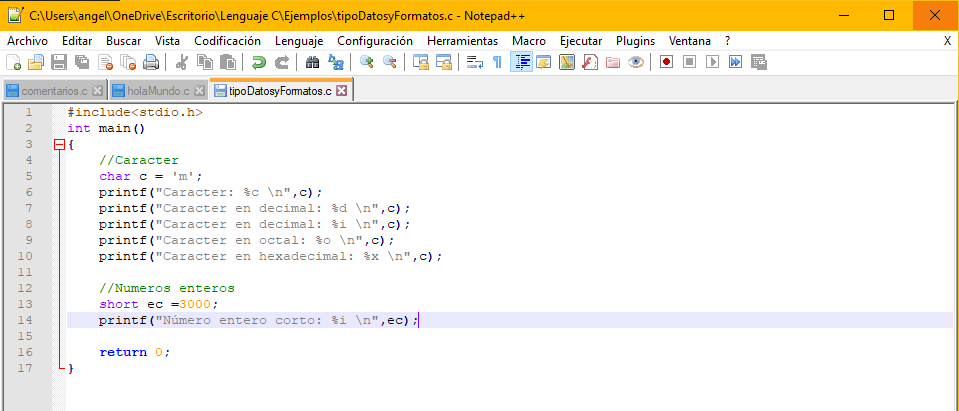 C:\Users\angel\OneDrive\Escritorio\Lenguaje C\Ejemplos\tipoDatosyFormatos.c - Notepad++
Archivo Editar Buscar Vista Codificación Lenguaje Configuración Herramientas Macro Ejecutar Plugins Ventana ? X
comentarios.c holaMundo.c tipoDatosyFormatos.c
1 #include<stdio.h>
2 int main()
3 {
4 //Caracter
5 char c = 'm';
6 printf("Caracter: %c \n",c);
7 printf("Caracter en decimal: %d \n",c);
8 printf("Caracter en decimal: %i \n",c);
9 printf("Caracter en octal: %o \n",c);
10 printf("Caracter en hexadecimal: %x \n",c);
11
12 //Numeros enteros
13 short ec =3000;
14 printf("Número entero corto: %i \n",ec);
15
16 return 0;
17 }